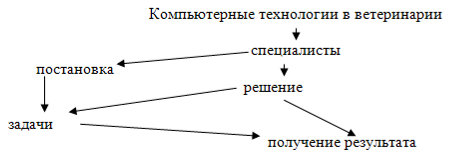 Компьютерные технологии в ветеринарии
специалисты
постановка
решение
задачи
получение результата